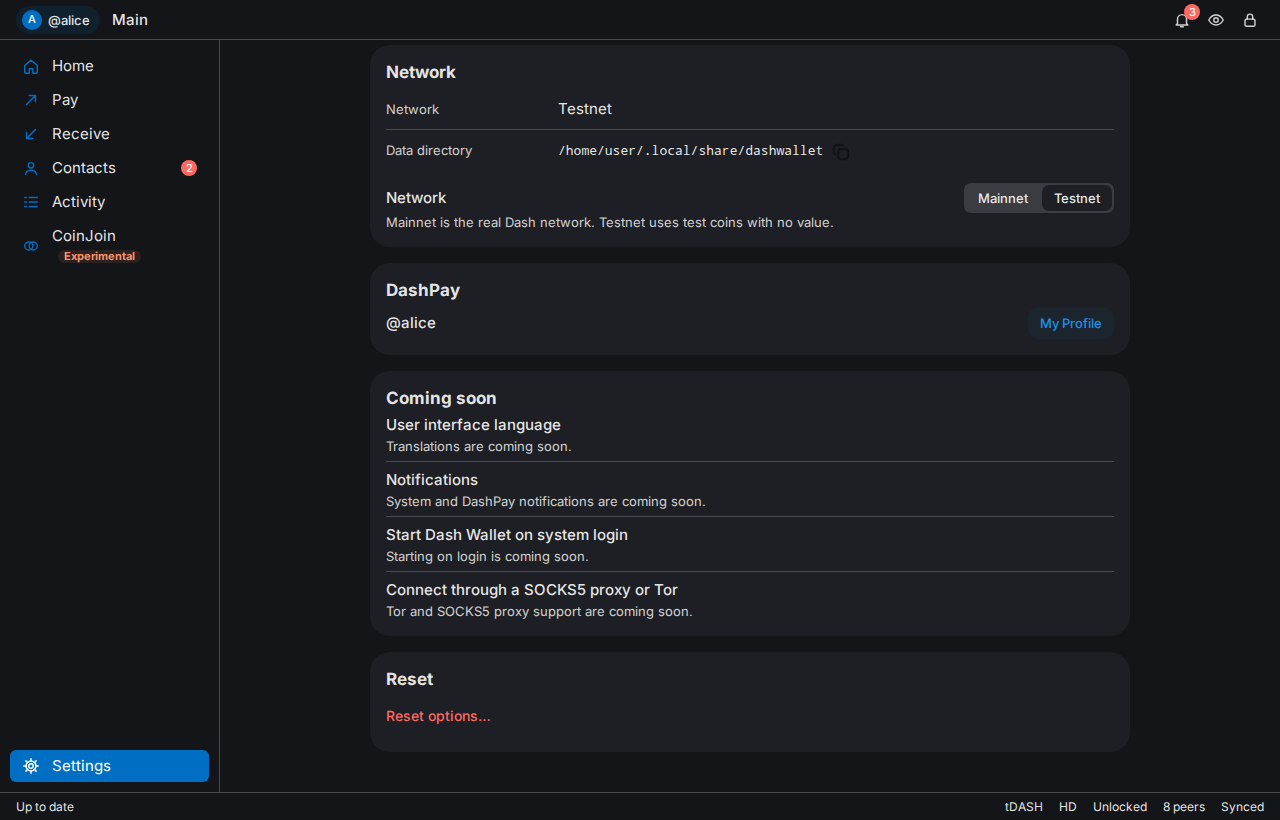 A @alice Main 3
Home
Pay
Receive
Contacts 2
Activity
CoinJoin
Experimental
Settings
Network
Network Testnet
Data directory /home/user/.local/share/dashwallet
Network Mainnet Testnet
Mainnet is the real Dash network. Testnet uses test coins with no value.
DashPay
@alice My Profile
Coming soon
User interface language
Translations are coming soon.
Notifications
System and DashPay notifications are coming soon.
Start Dash Wallet on system login
Starting on login is coming soon.
Connect through a SOCKS5 proxy or Tor
Tor and SOCKS5 proxy support are coming soon.
Reset
Reset options...
Up to date tDASH HD Unlocked 8 peers Synced